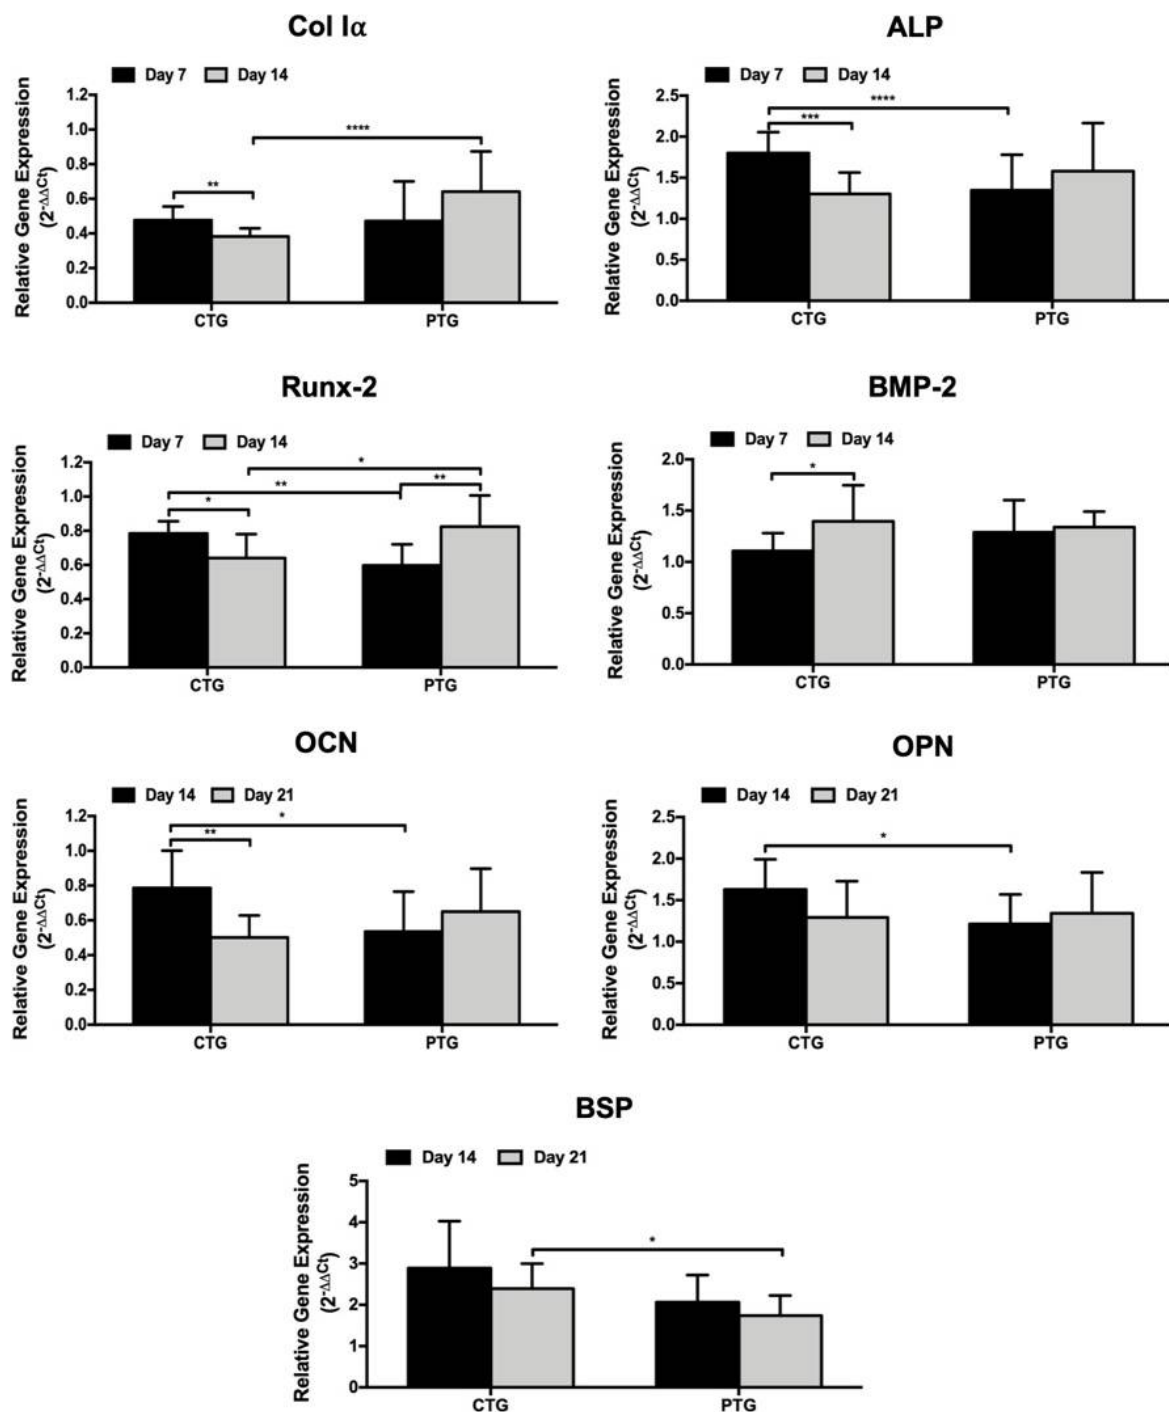 Col Iα
Day 7 Day 14
Relative Gene Expression
(2-ΔΔCt)
1.2
1.0
0.8
0.6
0.4
0.2
0.0
****
**
CTG PTG
ALP
Day 7 Day 14
Relative Gene Expression
(2-ΔΔCt)
2.5
2.0
1.5
1.0
0.5
0.0
****
***
CTG PTG
Runx-2
Day 7 Day 14
Relative Gene Expression
(2-ΔΔCt)
1.2
1.0
0.8
0.6
0.4
0.2
0.0
*
**
**
*
CTG PTG
BMP-2
Day 7 Day 14
Relative Gene Expression
(2-ΔΔCt)
2.0
1.5
1.0
0.5
0.0
*
CTG PTG
OCN
Day 14 Day 21
Relative Gene Expression
(2-ΔΔCt)
1.2
1.0
0.8
0.6
0.4
0.2
0.0
*
**
CTG PTG
OPN
Day 14 Day 21
Relative Gene Expression
(2-ΔΔCt)
2.5
2.0
1.5
1.0
0.5
0.0
*
CTG PTG
BSP
Day 14 Day 21
Relative Gene Expression
(2-ΔΔCt)
5
4
3
2
1
0
*
CTG PTG